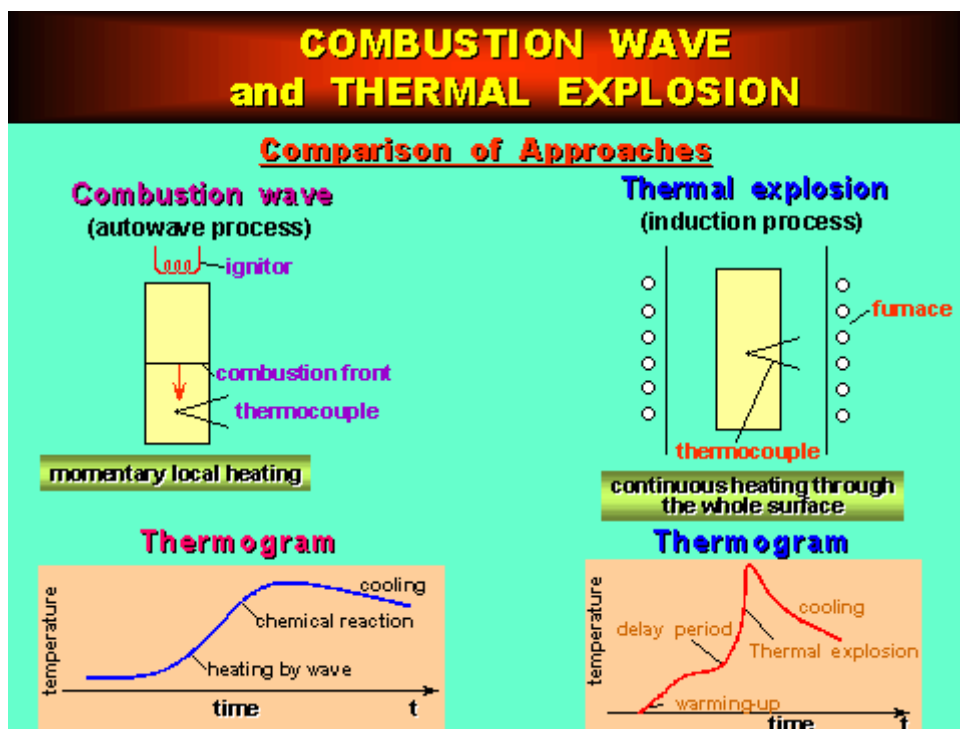 COMBUSTION WAVE
and THERMAL EXPLOSION
Comparison of Approaches
Combustion wave
(autowave process)
ignitor
combustion front
thermocouple
momentary local heating
Thermogram
temperature
cooling
chemical reaction
heating by wave
time
t
Thermal explosion
(induction process)
furnace
thermocouple
continuous heating through
the whole surface
Thermogram
temperature
delay period
cooling
Thermal explosion
warming-up
time
t